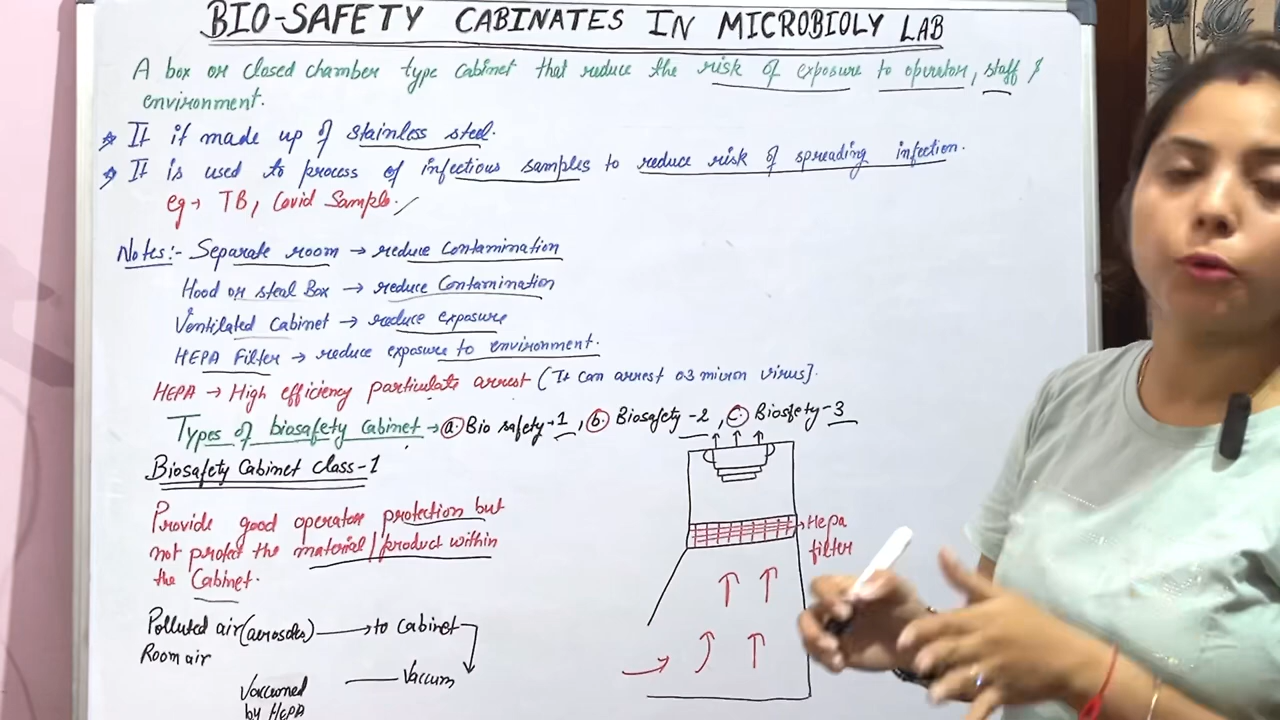 BIO-SAFETY CABINATES IN MICROBIOLY LAB
A box or closed chamber type cabinet that reduce the risk of exposure to operator, staff &
environment.
☆ It if made up of stainless steel.
☆ It is used to process of infectious samples to reduce risk of spreading infection.
eg → TB, Covid Sample.
Notes:- Separate room → reduce contamination
Hood or steal Box → reduce Contamination
Ventilated Cabinet → reduce exposure
HEPA Filter → reduce exposure to environment.
HEPA → High efficiency particulate arrest (It can arrest 0.3 micron virus].
Types of biosafety cabinet → a. Bio safety-1, b. Biosafety-2, c. Biosfety-3
Biosafety Cabinet class-1
Provide good operator protection but
not protect the material/product within
the Cabinet.
→ Hepa
filter
Polluted air (aerosoles) → to cabinet
Room air
Vaccum
Vaccumed
by HEPA